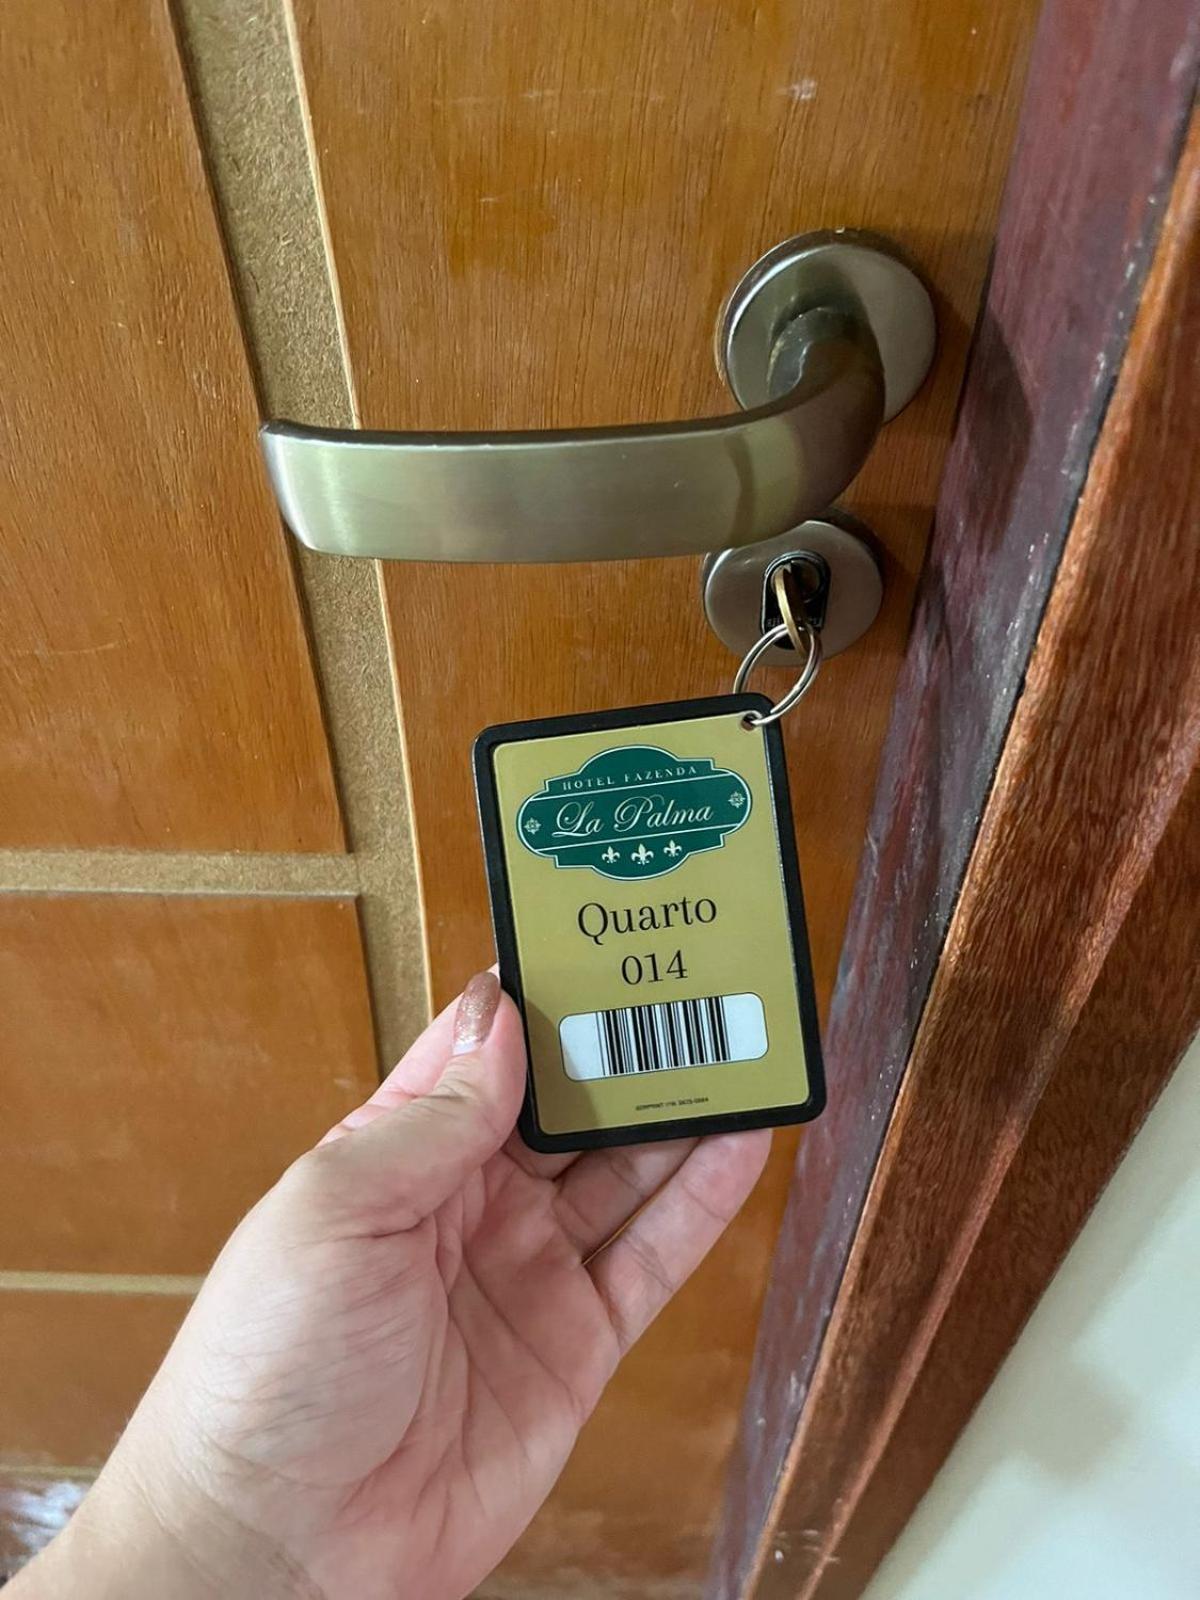 HOTEL FAZENDA
La Palma
Quarto
014